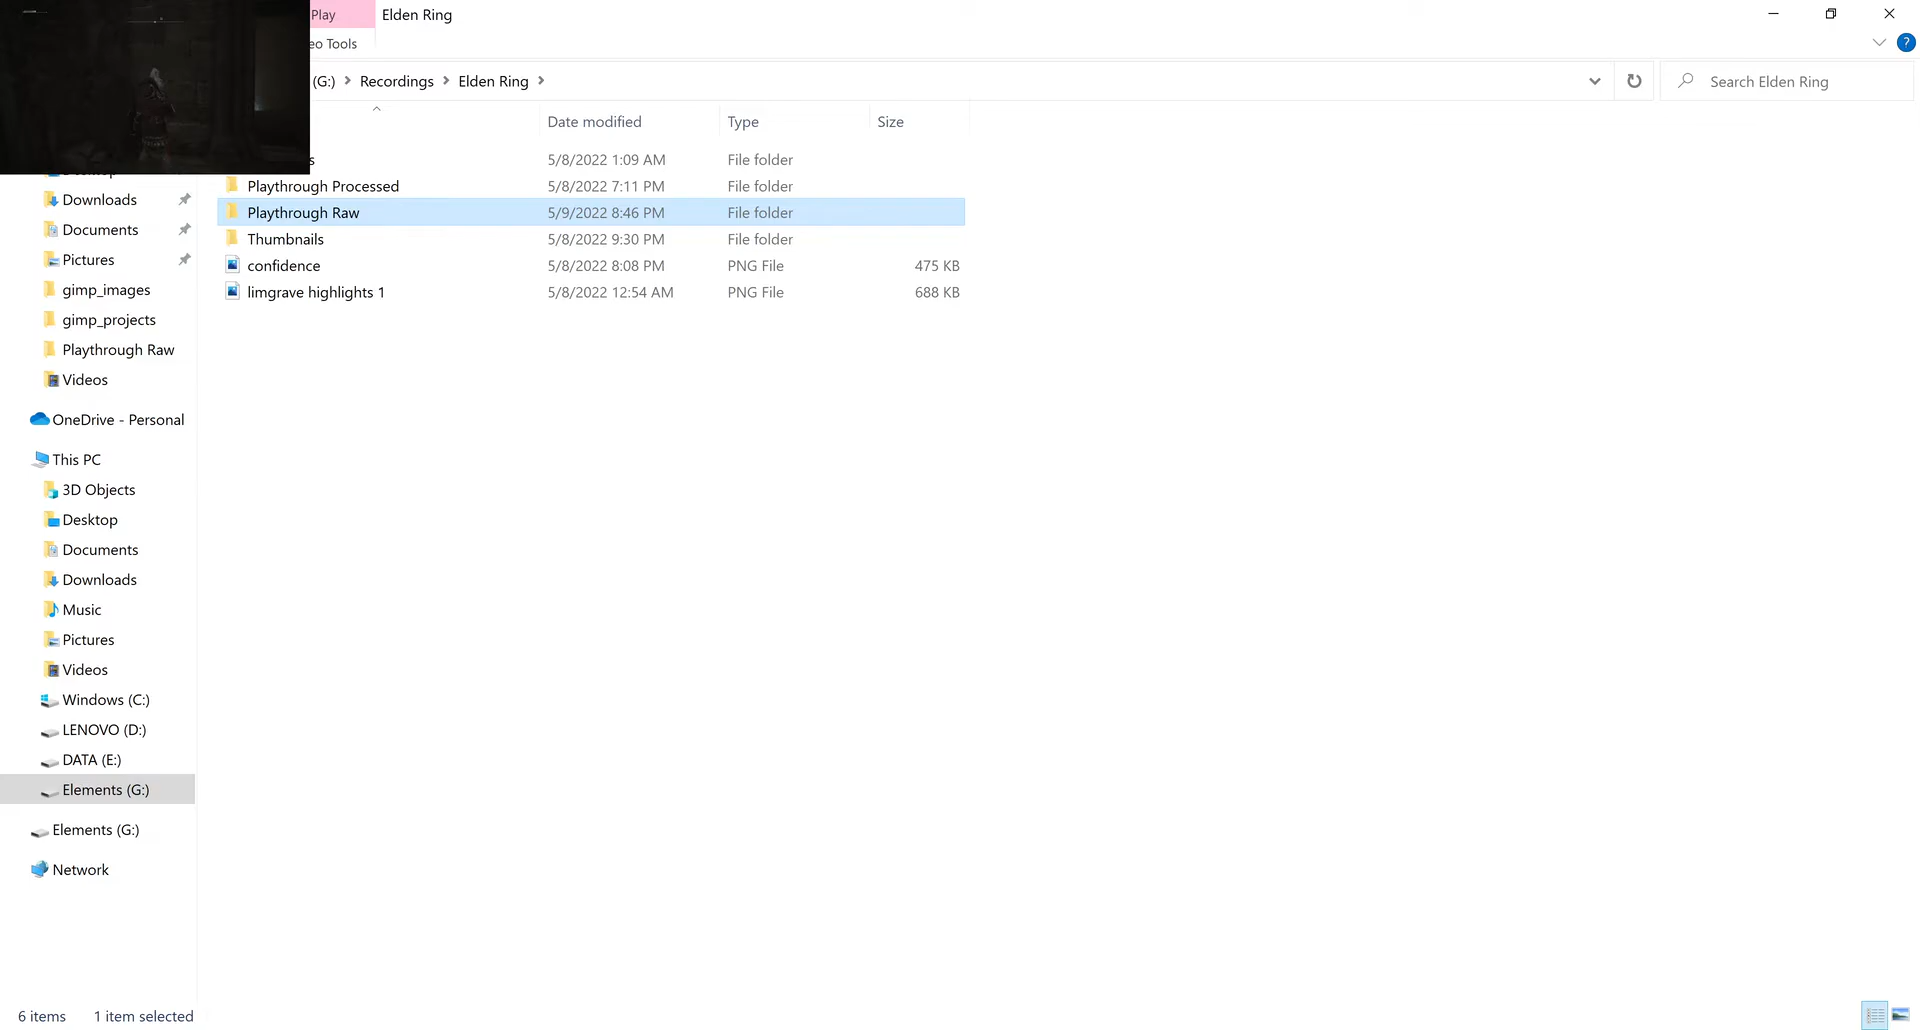 Play
Elden Ring
eo Tools
?
(G:) > Recordings > Elden Ring >
Search Elden Ring
Date modified Type Size
s 5/8/2022 1:09 AM File folder
Playthrough Processed 5/8/2022 7:11 PM File folder
Playthrough Raw 5/9/2022 8:46 PM File folder
Thumbnails 5/8/2022 9:30 PM File folder
confidence 5/8/2022 8:08 PM PNG File 475 KB
limgrave highlights 1 5/8/2022 12:54 AM PNG File 688 KB
Desktop
Downloads
Documents
Pictures
gimp_images
gimp_projects
Playthrough Raw
Videos
OneDrive - Personal
This PC
3D Objects
Desktop
Documents
Downloads
Music
Pictures
Videos
Windows (C:)
LENOVO (D:)
DATA (E:)
Elements (G:)
Elements (G:)
Network
6 items 1 item selected